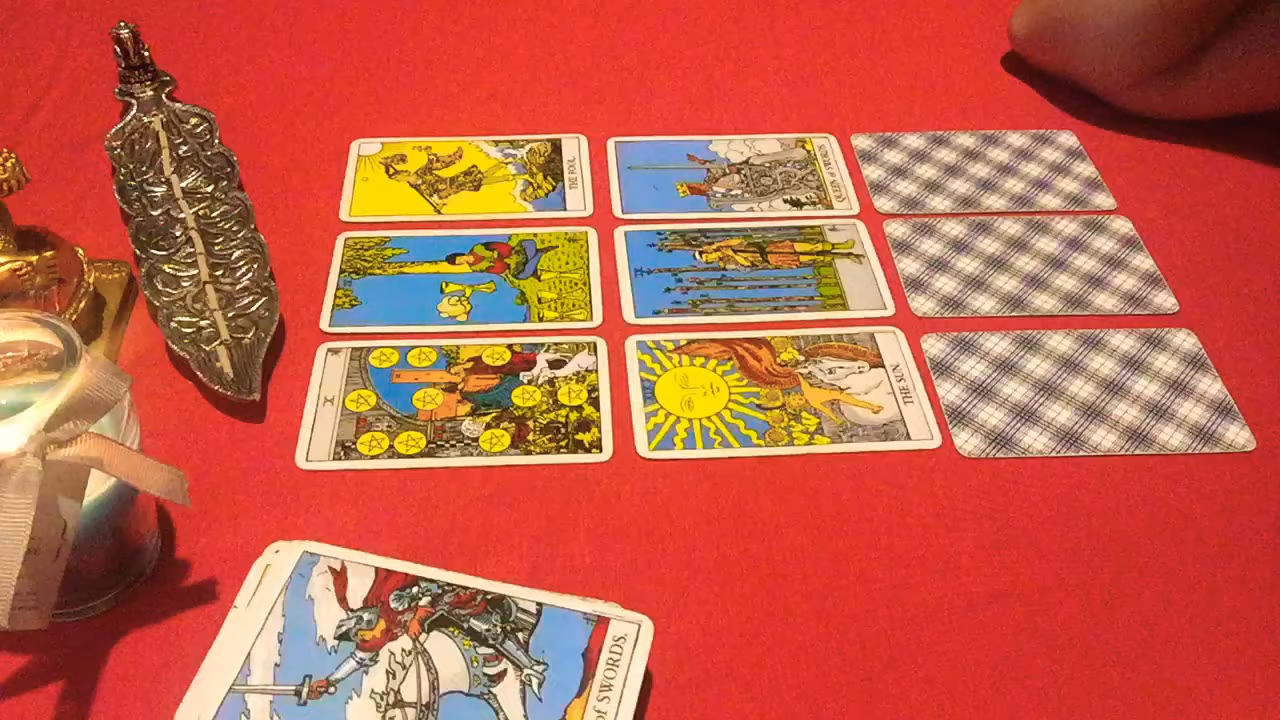 THE FOOL.
QUEEN of SWORDS.
X
THE SUN.
of SWORDS.